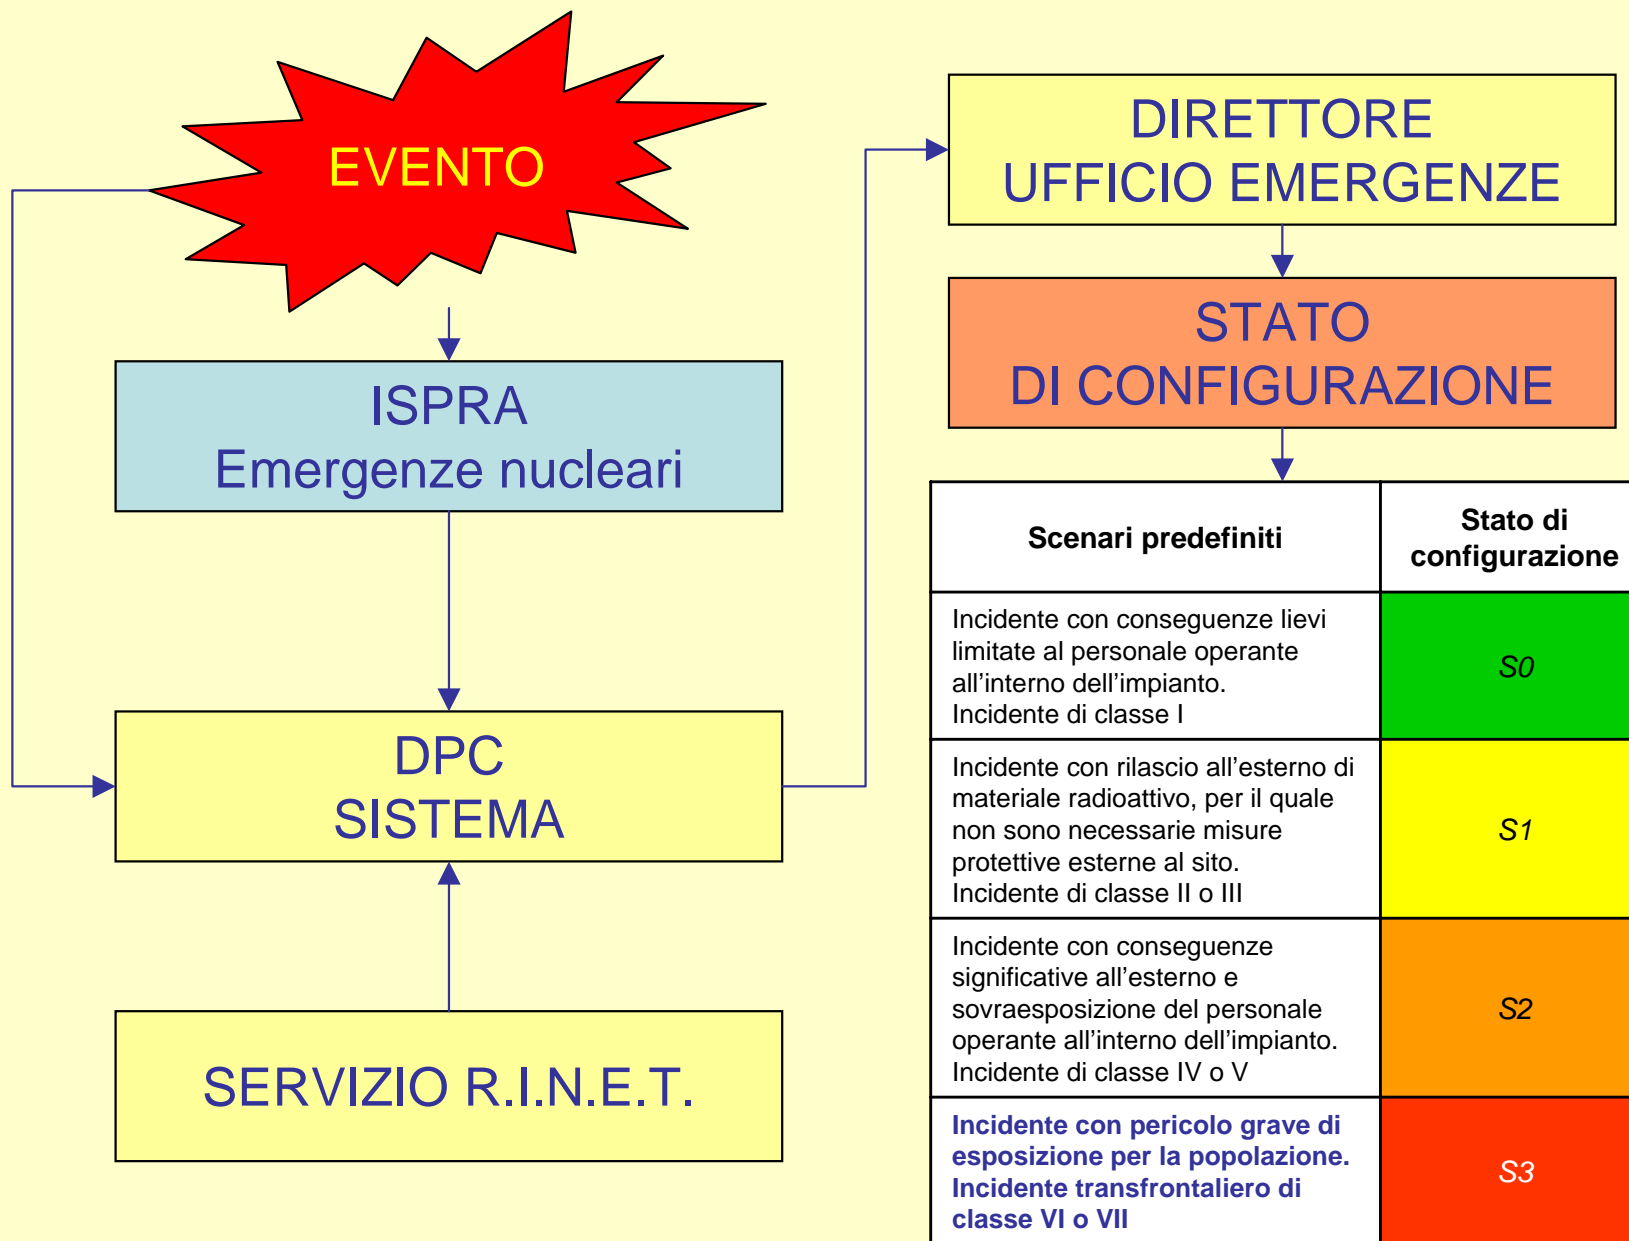 EVENTO
ISPRA
Emergenze nucleari
DPC
SISTEMA
SERVIZIO R.I.N.E.T.
DIRETTORE
UFFICIO EMERGENZE
STATO
DI CONFIGURAZIONE
Scenari predefiniti
Stato di
configurazione
Incidente con conseguenze lievi
limitate al personale operante
all’interno dell’impianto.
Incidente di classe I
S0
Incidente con rilascio all’esterno di
materiale radioattivo, per il quale
non sono necessarie misure
protettive esterne al sito.
Incidente di classe II o III
S1
Incidente con conseguenze
significative all’esterno e
sovraesposizione del personale
operante all’interno dell’impianto.
Incidente di classe IV o V
S2
Incidente con pericolo grave di
esposizione per la popolazione.
Incidente transfrontaliero di
classe VI o VII
S3